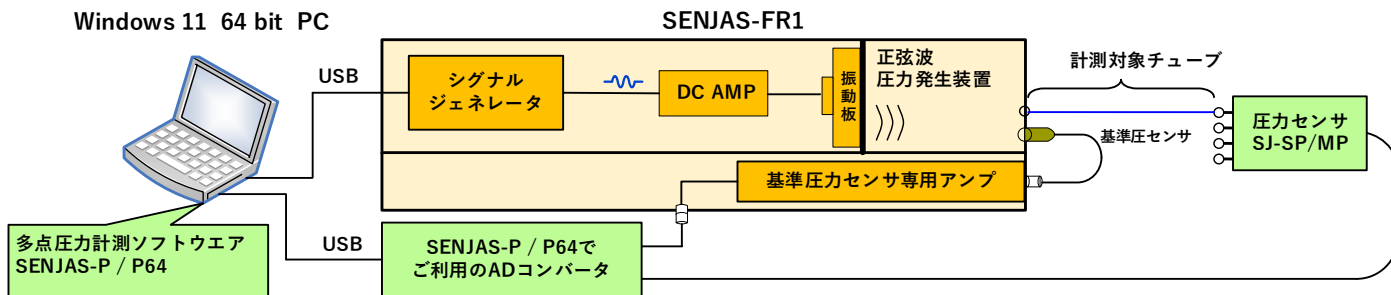 Windows 11 64 bit PC
SENJAS-FR1
USB
シグナル
ジェネレータ
DC AMP
振動板
正弦波
圧力発生装置
計測対象チューブ
基準圧センサ
圧力センサ
SJ-SP/MP
基準圧力センサ専用アンプ
多点圧力計測ソフトウエア
SENJAS-P / P64
USB
SENJAS-P / P64で
ご利用のADコンバータ